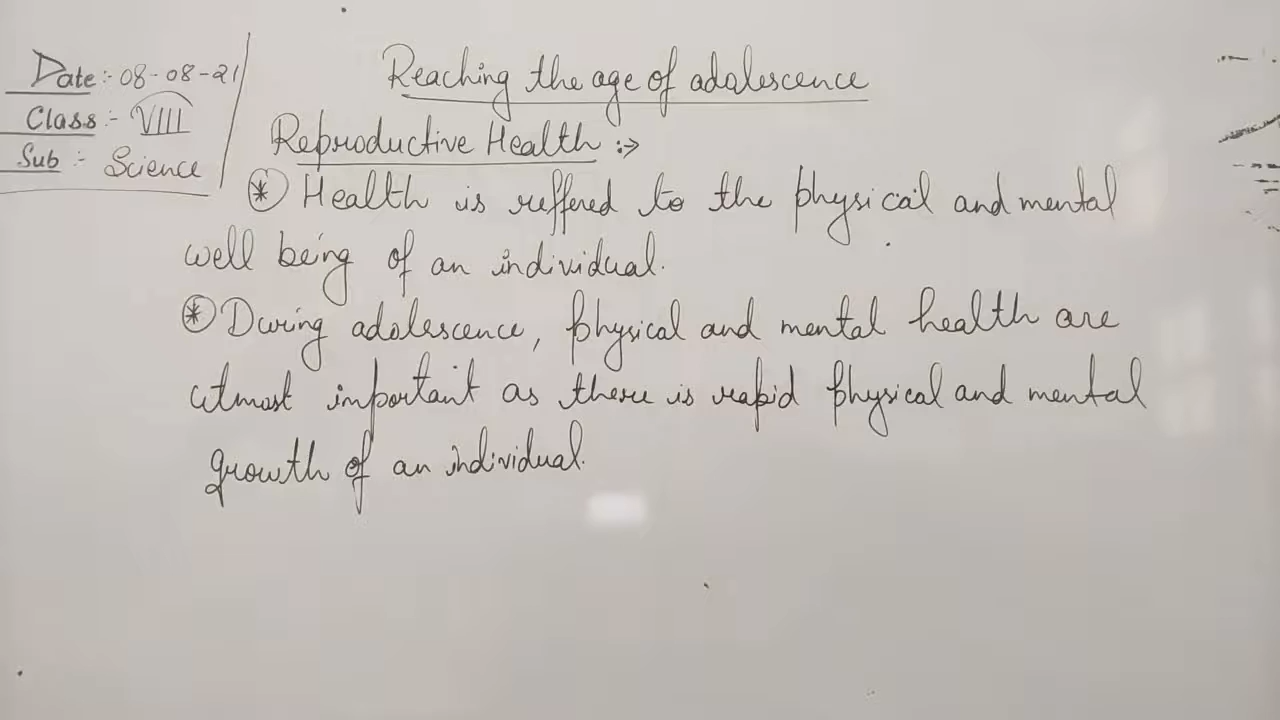 Date :- 08-08-21
Class :- VIII
Sub :- Science
Reaching the age of adolescence
Reproductive Health :->
* Health is reffered to the physical and mental
well being of an individual.
* During adolescence, physical and mental health are
utmost important as there is rapid physical and mental
growth of an individual.